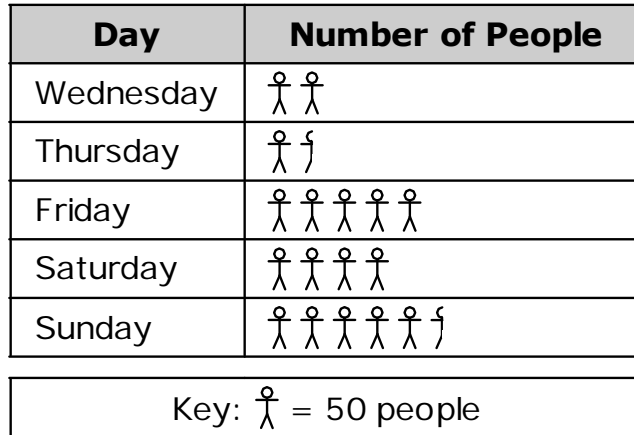 Day Number of People
Wednesday
Thursday
Friday
Saturday
Sunday
Key: = 50 people